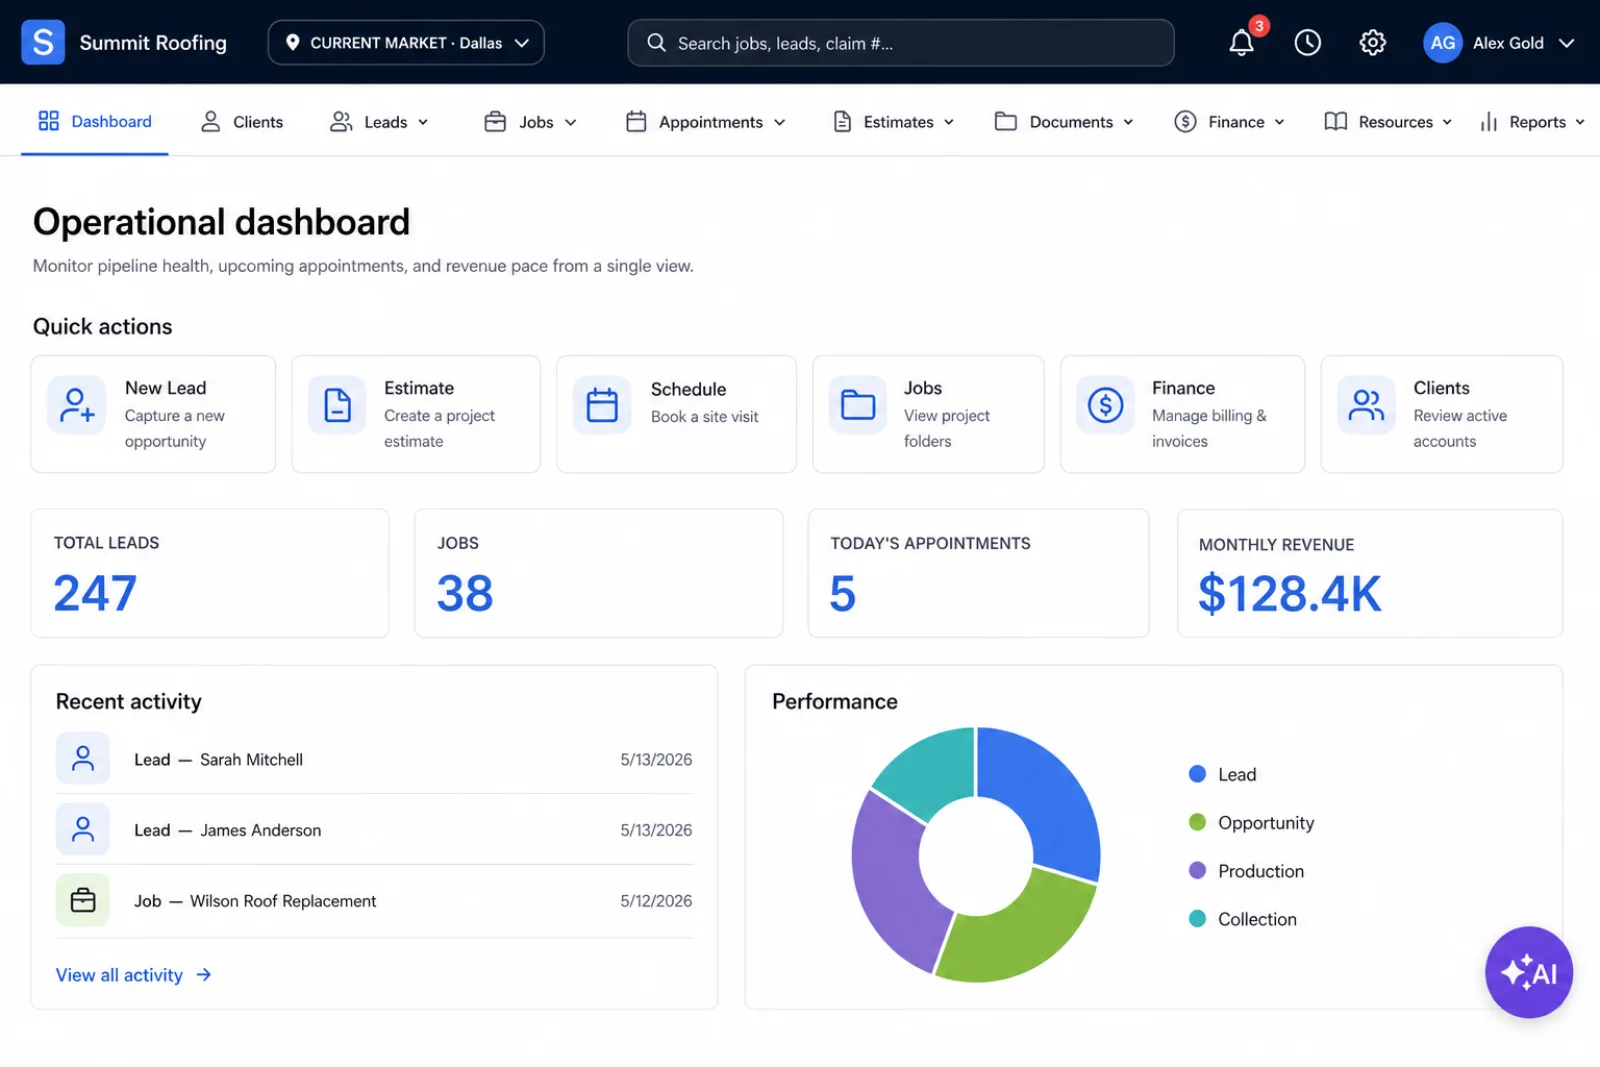 S Summit Roofing CURRENT MARKET · Dallas Search jobs, leads, claim #... 3 AG Alex Gold
Dashboard Clients Leads Jobs Appointments Estimates Documents Finance Resources Reports
Operational dashboard
Monitor pipeline health, upcoming appointments, and revenue pace from a single view.
Quick actions
New Lead
Capture a new
opportunity
Estimate
Create a project
estimate
Schedule
Book a site visit
Jobs
View project
folders
Finance
Manage billing &
invoices
Clients
Review active
accounts
TOTAL LEADS
247
JOBS
38
TODAY'S APPOINTMENTS
5
MONTHLY REVENUE
$128.4K
Recent activity
Lead — Sarah Mitchell 5/13/2026
Lead — James Anderson 5/13/2026
Job — Wilson Roof Replacement 5/12/2026
View all activity
Performance
Lead
Opportunity
Production
Collection
AI